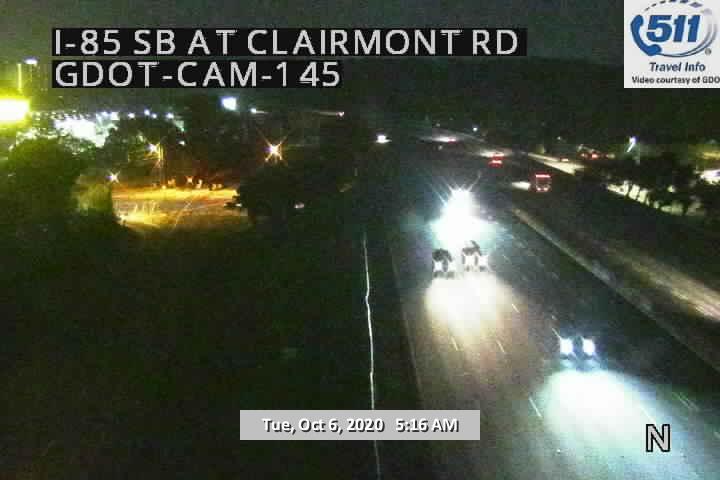 I-85 SB AT CLAIRMONT RD
GDOT-CAM-145
511
Travel Info
Video courtesy of GDO
Tue, Oct 6, 2020 5:16 AM
N